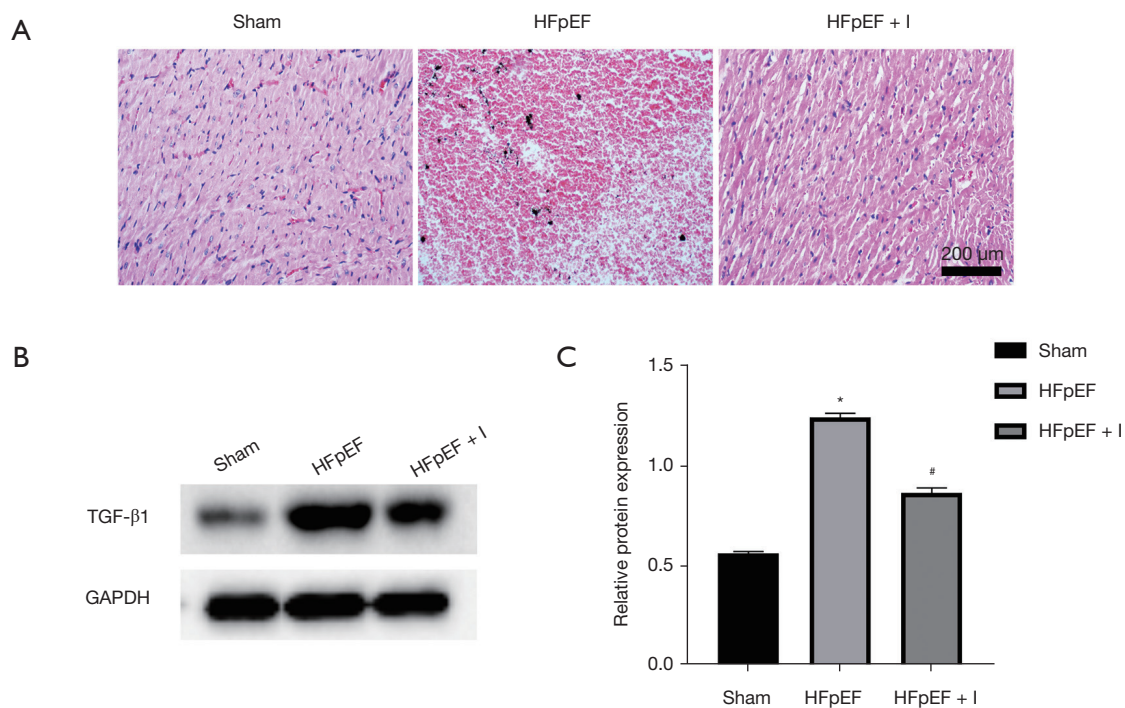 A
Sham
HFpEF
HFpEF + I
200 µm
B
Sham
HFpEF
HFpEF + I
TGF-β1
GAPDH
C
Relative protein expression
1.5
1.0
0.5
0.0
*
#
Sham
HFpEF
HFpEF + I
Sham
HFpEF
HFpEF + I